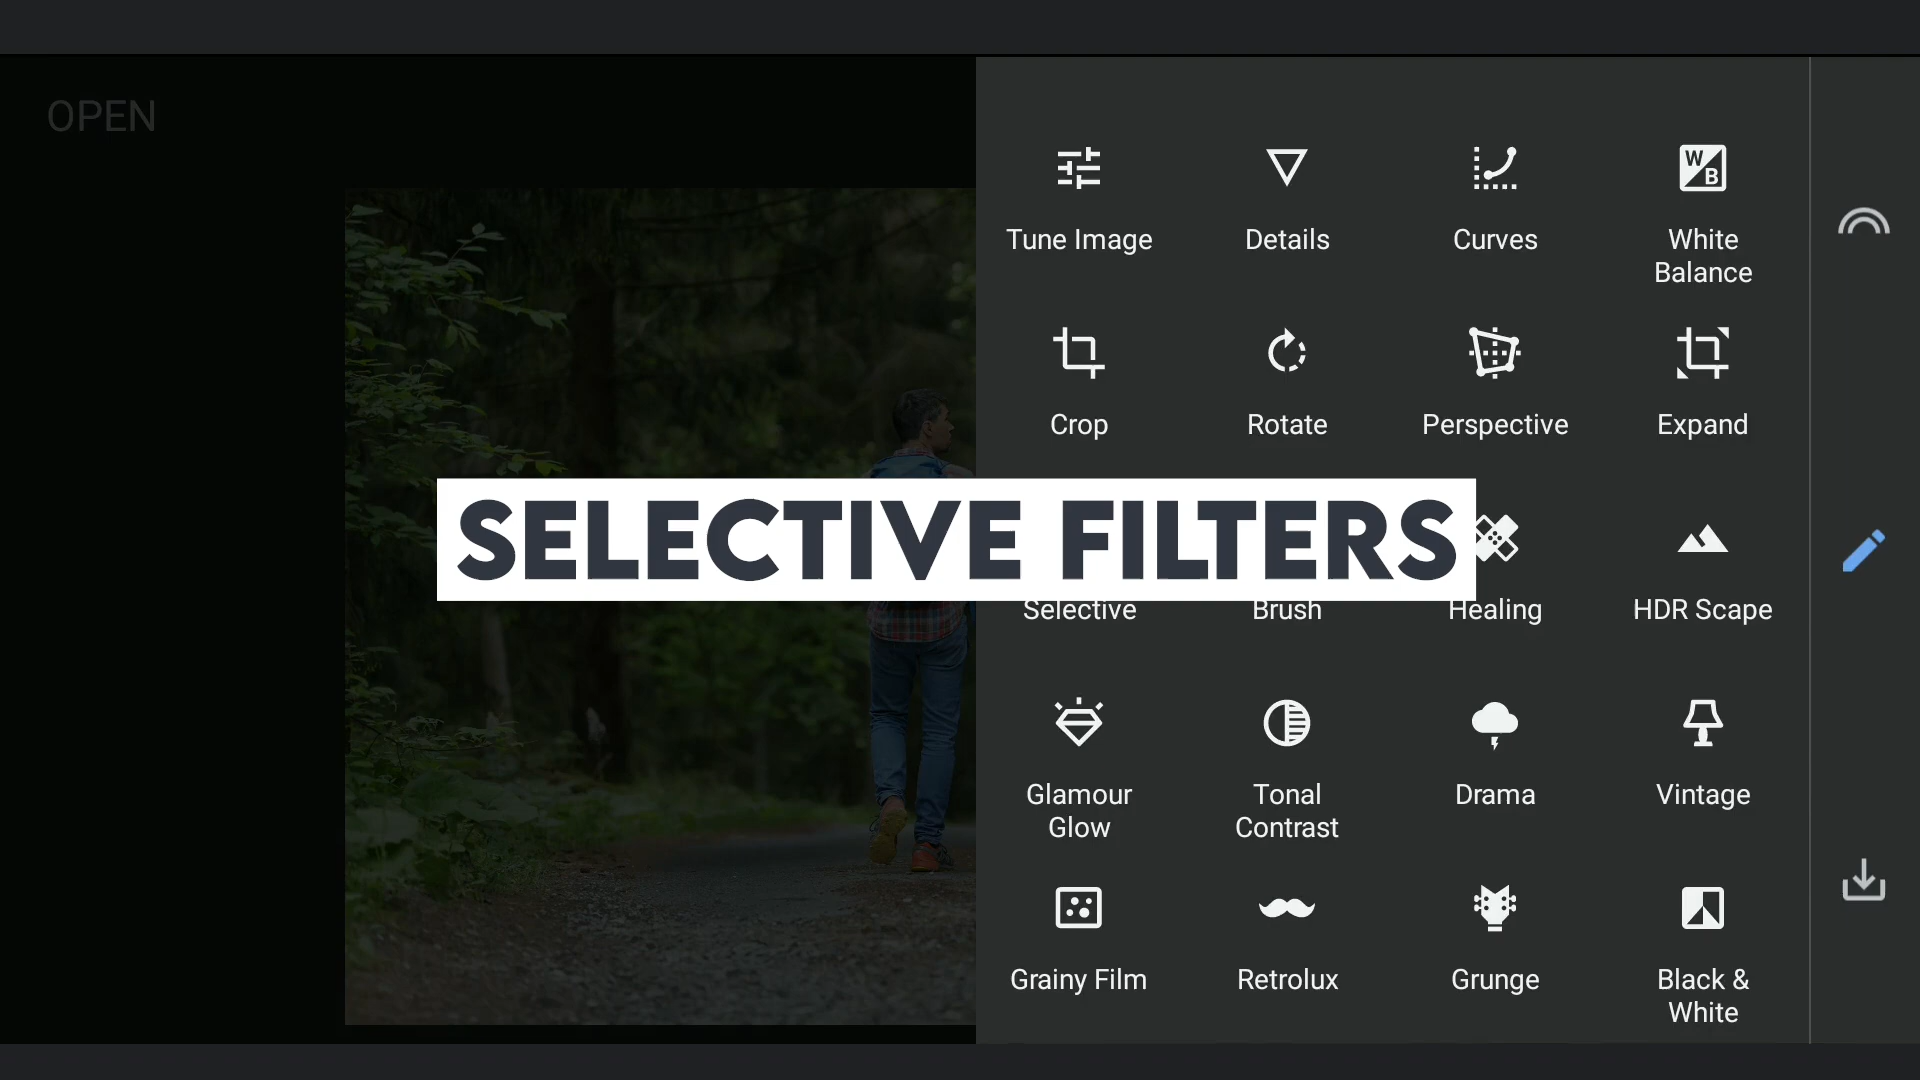 OPEN
Tune Image
Details
Curves
White
Balance
Crop
Rotate
Perspective
Expand
SELECTIVE FILTERS
Selective
Brush
Healing
HDR Scape
Glamour
Glow
Tonal
Contrast
Drama
Vintage
Grainy Film
Retrolux
Grunge
Black &
White